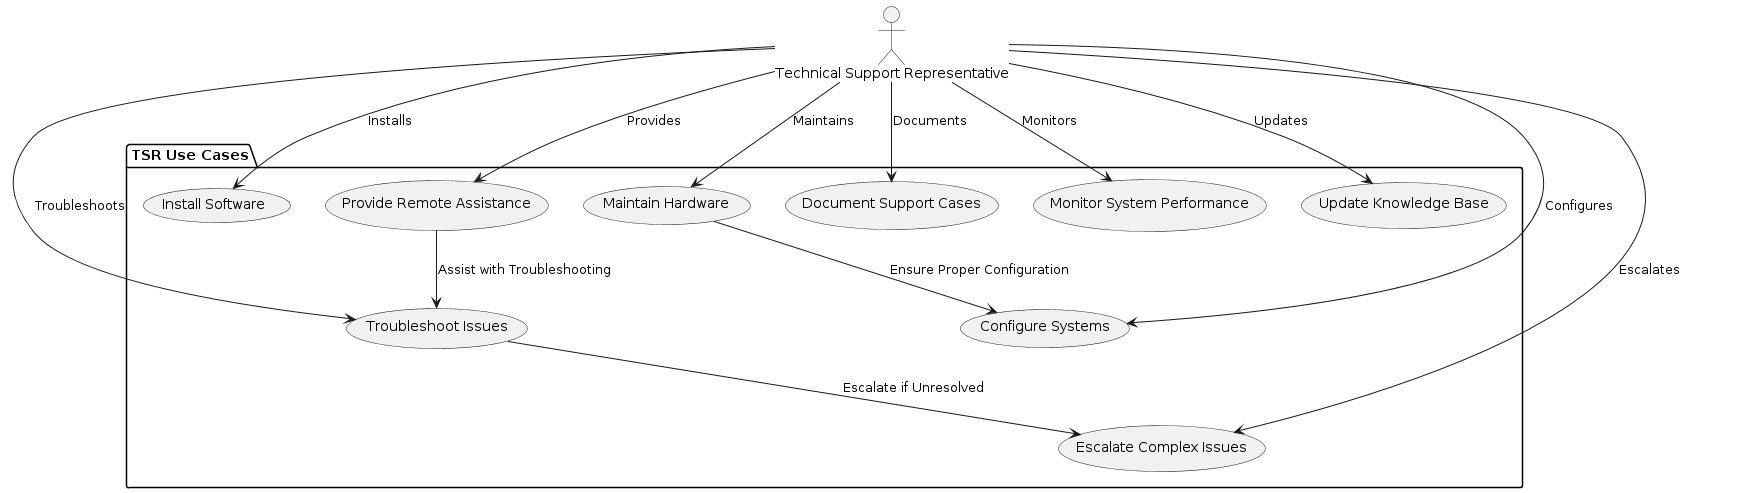 Technical Support Representative
Installs
Provides
Maintains
Documents
Monitors
Updates
TSR Use Cases
Troubleshoots
Install Software
Provide Remote Assistance
Maintain Hardware
Document Support Cases
Monitor System Performance
Update Knowledge Base
Configures
Assist with Troubleshooting
Ensure Proper Configuration
Escalates
Troubleshoot Issues
Configure Systems
Escalate if Unresolved
Escalate Complex Issues